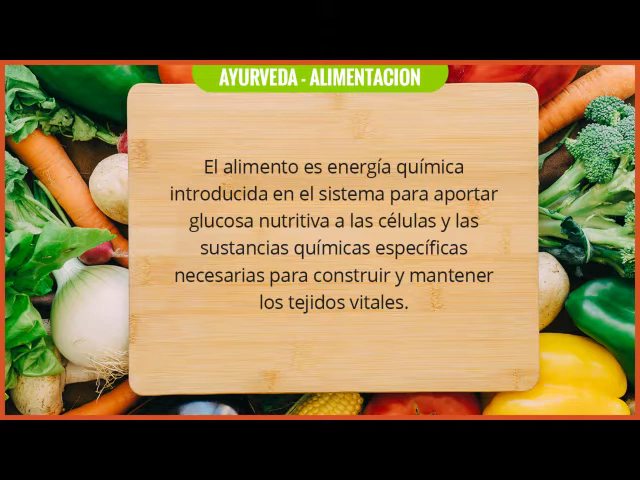 AYURVEDA - ALIMENTACION
El alimento es energía química
introducida en el sistema para aportar
glucosa nutritiva a las células y las
sustancias químicas específicas
necesarias para construir y mantener
los tejidos vitales.